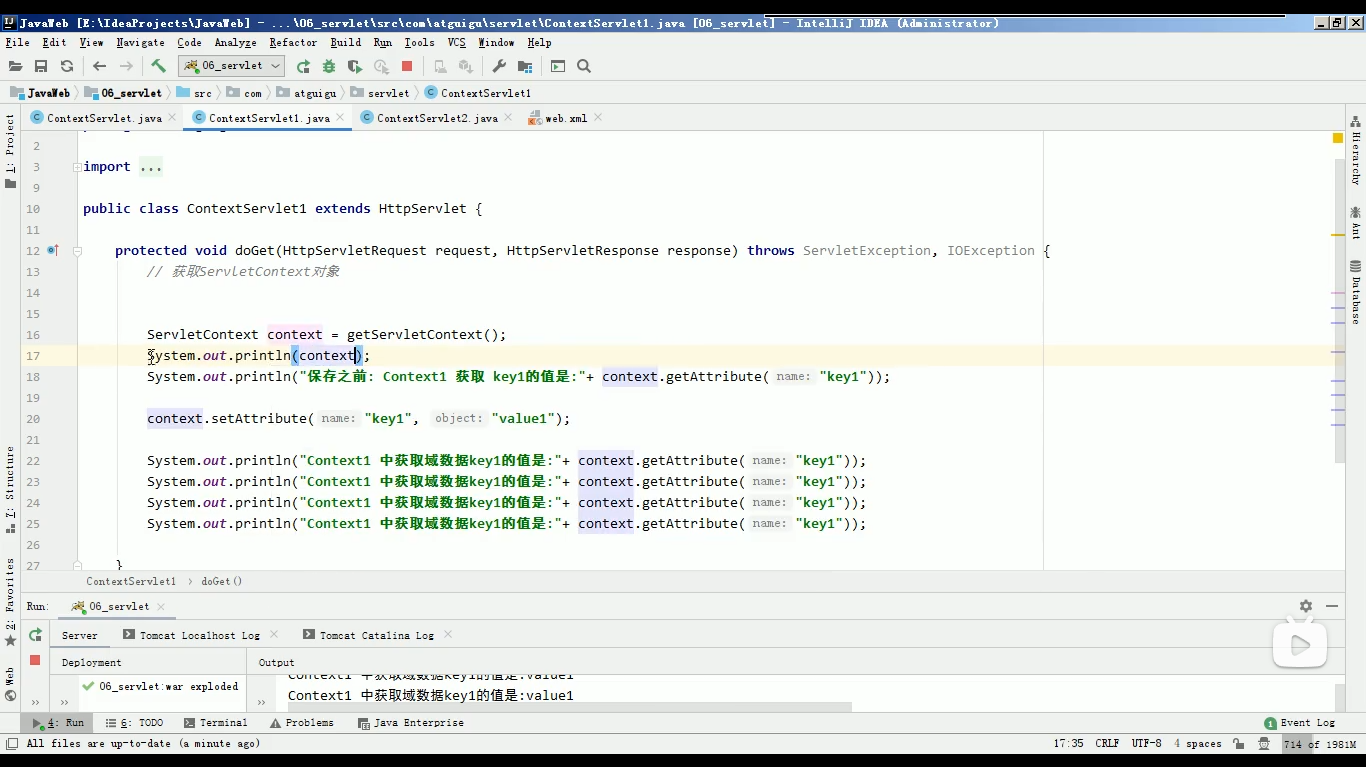 JavaWeb [E:\IdeaProjects\JavaWeb] - ...\06_servlet\src\com\atguigu\servlet\ContextServlet1.java [06_servlet] - IntelliJ IDEA (Administrator)
File Edit View Navigate Code Analyze Refactor Build Run Tools VCS Window Help
06_servlet
JavaWeb 06_servlet src com atguigu servlet ContextServlet1
ContextServlet.java ContextServlet1.java ContextServlet2.java web.xml
1: Project
7: Structure
2: Favorites
Web
Hierarchy
Ant
Database
2
3 import ...
9
10 public class ContextServlet1 extends HttpServlet {
11
12 protected void doGet(HttpServletRequest request, HttpServletResponse response) throws ServletException, IOException {
13 // 获取ServletContext对象
14
15
16 ServletContext context = getServletContext();
17 System.out.println(context);
18 System.out.println("保存之前: Context1 获取 key1的值是:"+ context.getAttribute( name: "key1"));
19
20 context.setAttribute( name: "key1", object: "value1");
21
22 System.out.println("Context1 中获取域数据key1的值是:"+ context.getAttribute( name: "key1"));
23 System.out.println("Context1 中获取域数据key1的值是:"+ context.getAttribute( name: "key1"));
24 System.out.println("Context1 中获取域数据key1的值是:"+ context.getAttribute( name: "key1"));
25 System.out.println("Context1 中获取域数据key1的值是:"+ context.getAttribute( name: "key1"));
26
27 }
ContextServlet1 › doGet()
Run: 06_servlet
Server Tomcat Localhost Log Tomcat Catalina Log
Deployment Output
06_servlet:war exploded
Context1 中获取域数据key1的值是:value1
Context1 中获取域数据key1的值是:value1
4: Run 6: TODO Terminal Problems Java Enterprise 1 Event Log
All files are up-to-date (a minute ago) 17:35 CRLF UTF-8 4 spaces 714 of 1981M